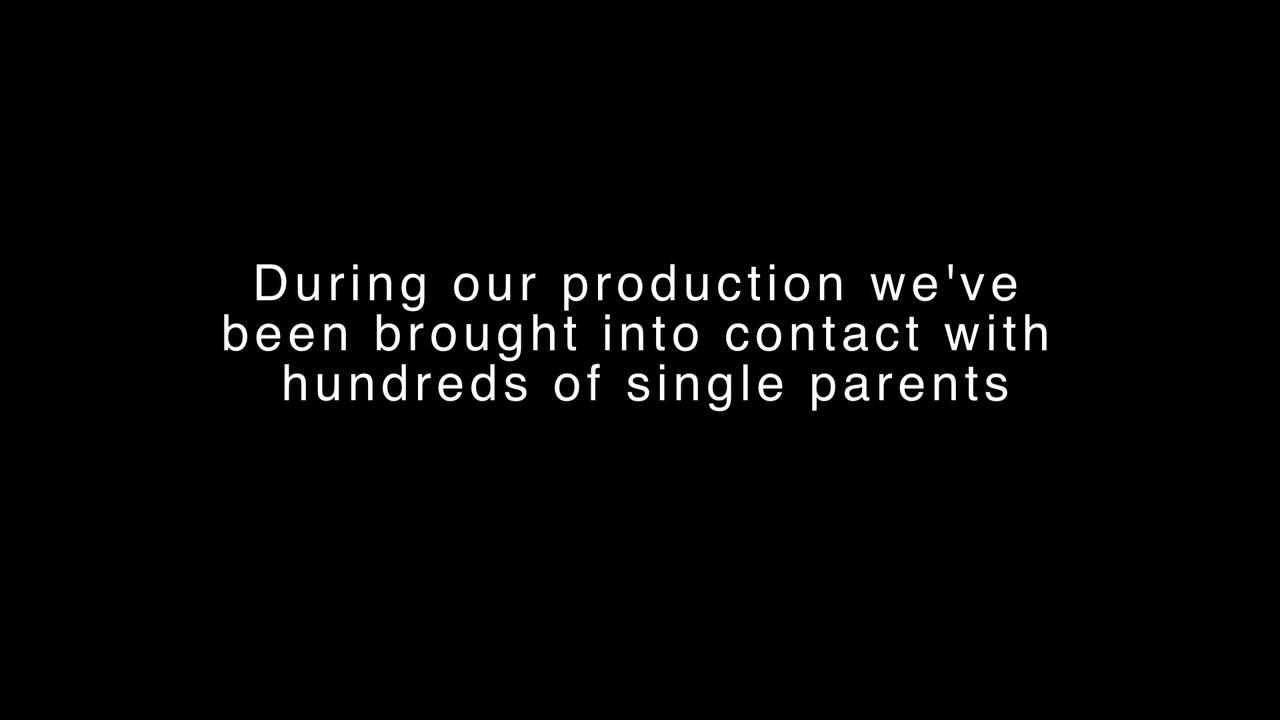 During our production we've
been brought into contact with
hundreds of single parents